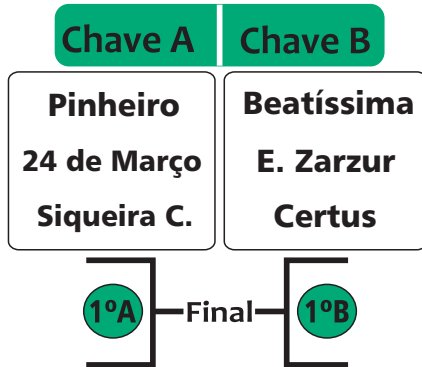 Chave A
Chave B
Pinheiro
24 de Março
Siqueira C.
Beatíssima
E. Zarzur
Certus
1ºA
Final
1ºB